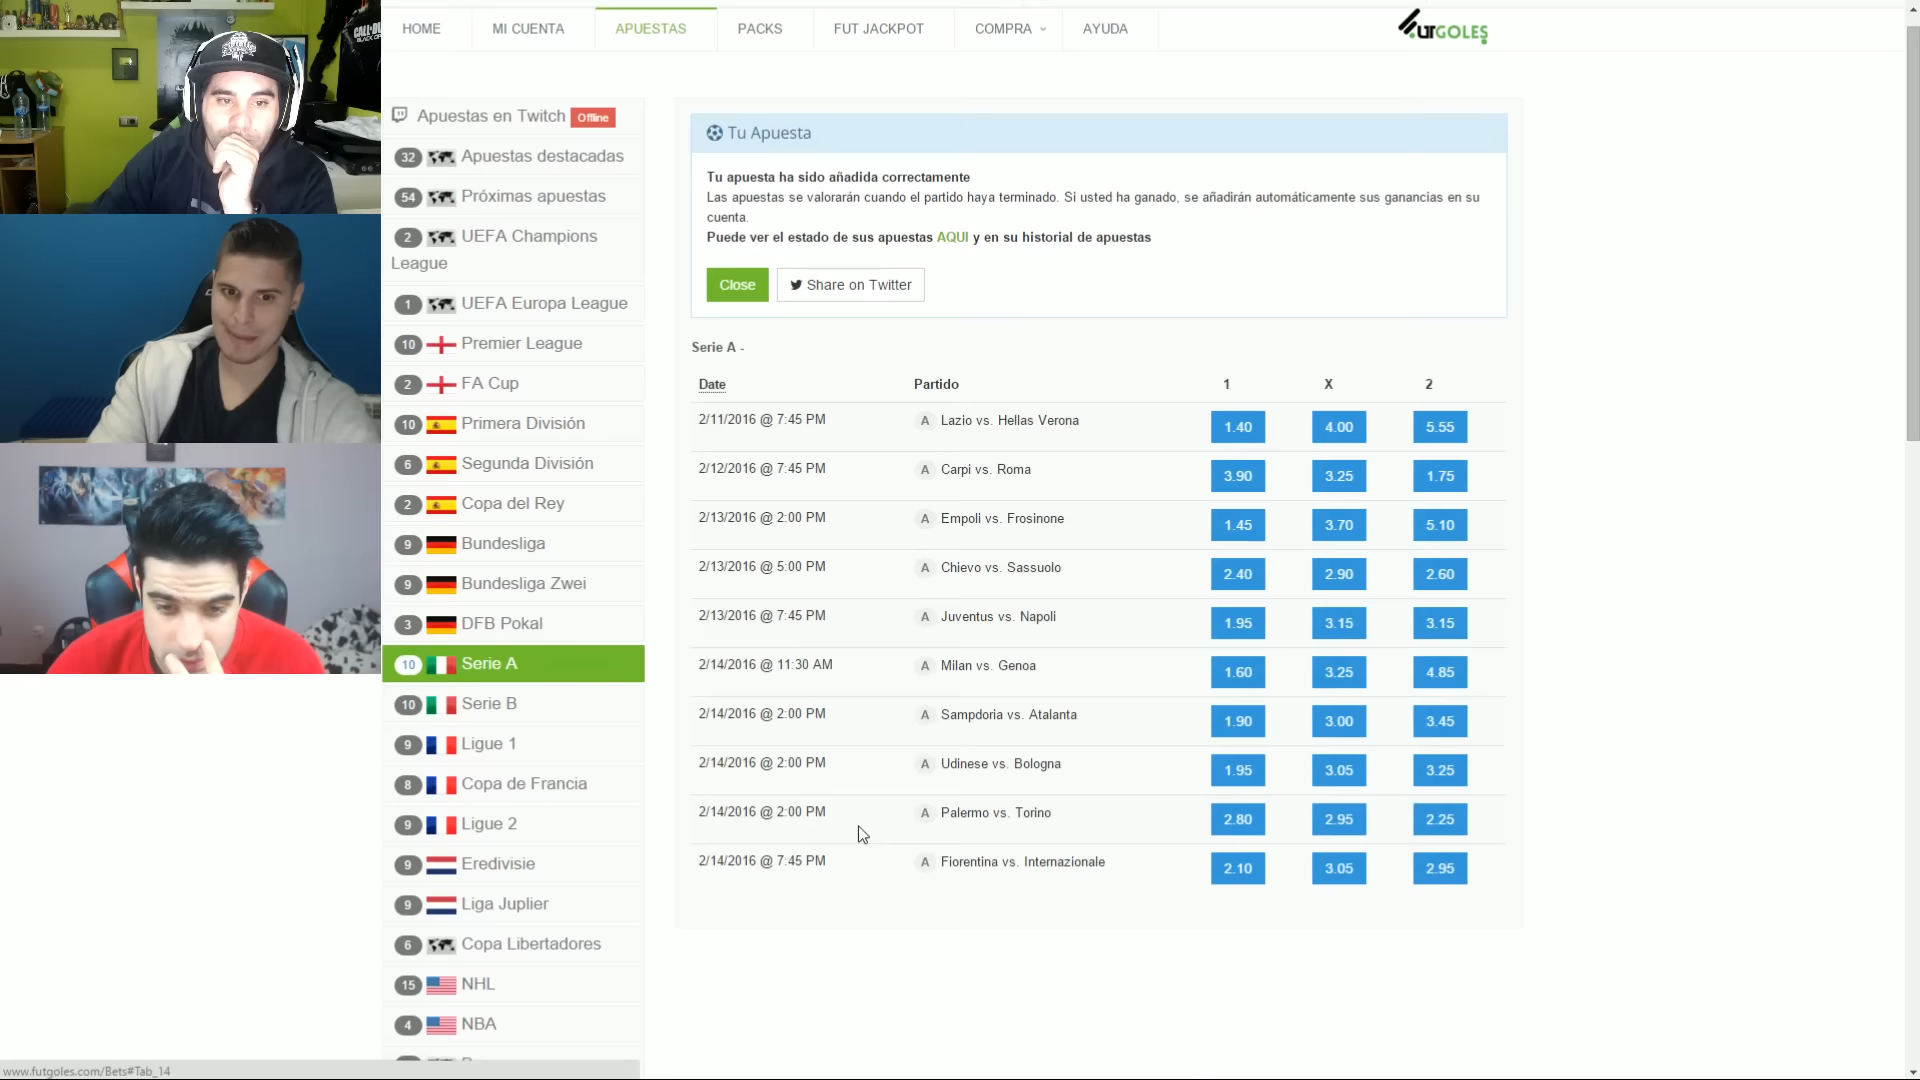 HOME MI CUENTA APUESTAS PACKS FUT JACKPOT COMPRA AYUDA
FUTGOLES
Apuestas en Twitch Offline
32 Apuestas destacadas
54 Próximas apuestas
2 UEFA Champions
League
1 UEFA Europa League
10 Premier League
2 FA Cup
10 Primera División
6 Segunda División
2 Copa del Rey
9 Bundesliga
9 Bundesliga Zwei
3 DFB Pokal
10 Serie A
10 Serie B
9 Ligue 1
8 Copa de Francia
9 Ligue 2
9 Eredivisie
9 Liga Juplier
6 Copa Libertadores
15 NHL
4 NBA
Tu Apuesta
Tu apuesta ha sido añadida correctamente
Las apuestas se valorarán cuando el partido haya terminado. Si usted ha ganado, se añadirán automáticamente sus ganancias en su
cuenta.
Puede ver el estado de sus apuestas AQUI y en su historial de apuestas
Close Share on Twitter
Serie A -
Date Partido 1 X 2
2/11/2016 @ 7:45 PM A Lazio vs. Hellas Verona 1.40 4.00 5.55
2/12/2016 @ 7:45 PM A Carpi vs. Roma 3.90 3.25 1.75
2/13/2016 @ 2:00 PM A Empoli vs. Frosinone 1.45 3.70 5.10
2/13/2016 @ 5:00 PM A Chievo vs. Sassuolo 2.40 2.90 2.60
2/13/2016 @ 7:45 PM A Juventus vs. Napoli 1.95 3.15 3.15
2/14/2016 @ 11:30 AM A Milan vs. Genoa 1.60 3.25 4.85
2/14/2016 @ 2:00 PM A Sampdoria vs. Atalanta 1.90 3.00 3.45
2/14/2016 @ 2:00 PM A Udinese vs. Bologna 1.95 3.05 3.25
2/14/2016 @ 2:00 PM A Palermo vs. Torino 2.80 2.95 2.25
2/14/2016 @ 7:45 PM A Fiorentina vs. Internazionale 2.10 3.05 2.95
www.futgoles.com/Bets#Tab_14